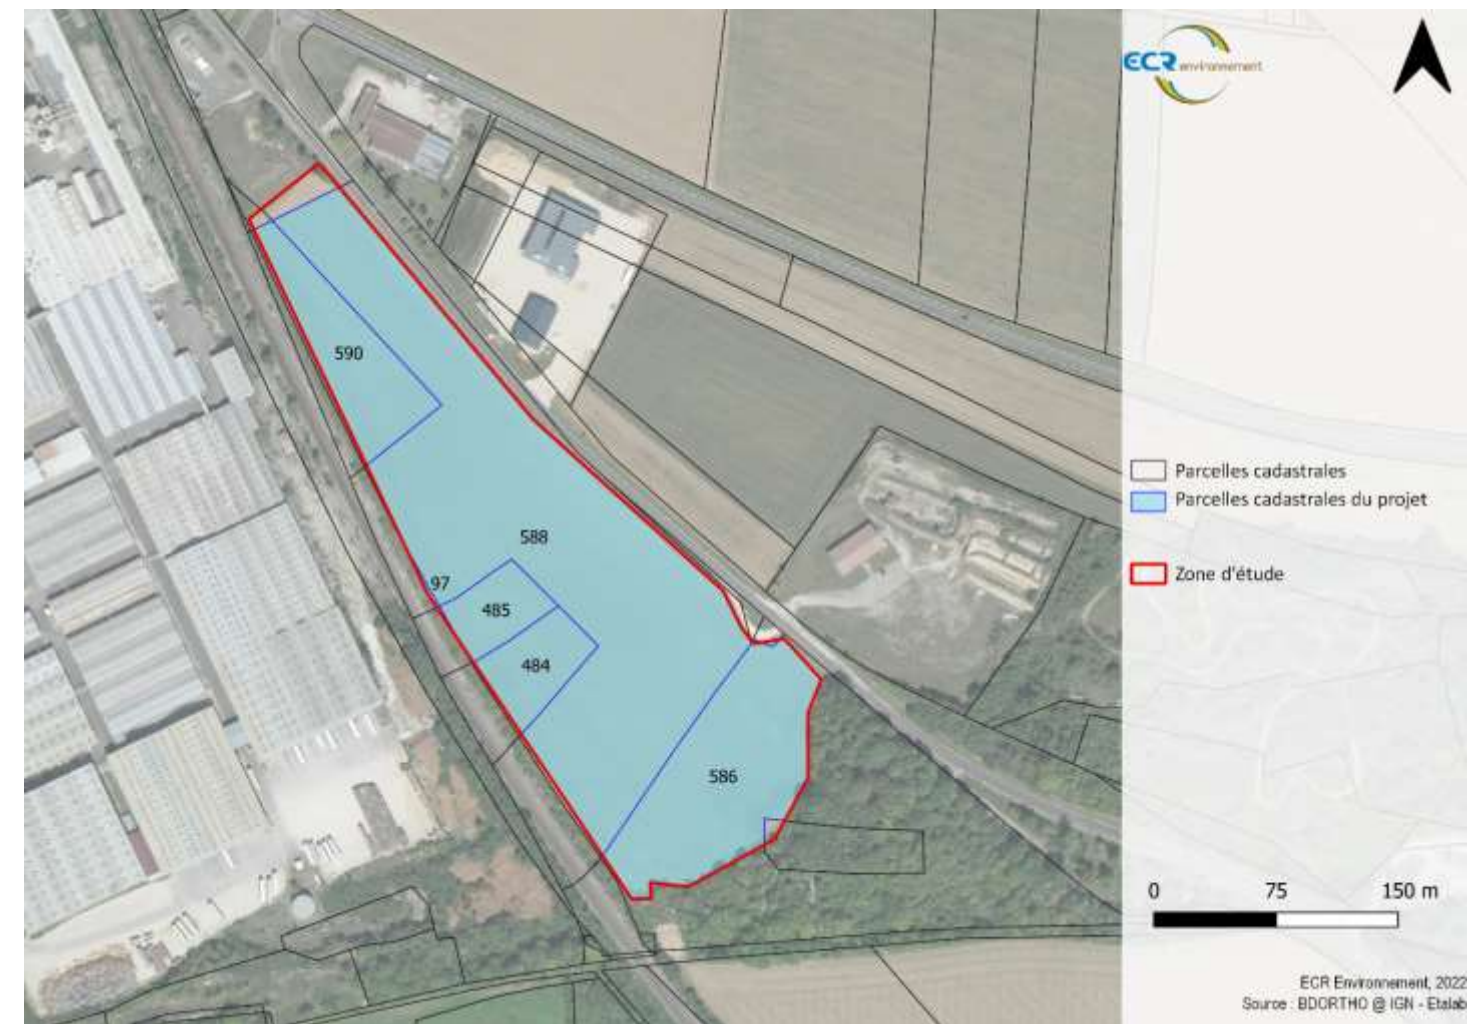 ECR environnement
590
588
97
485
484
586
Parcelles cadastrales
Parcelles cadastrales du projet
Zone d'étude
0 75 150 m
ECR Environnement, 2022
Source : BDORTHO @ IGN - Etalab